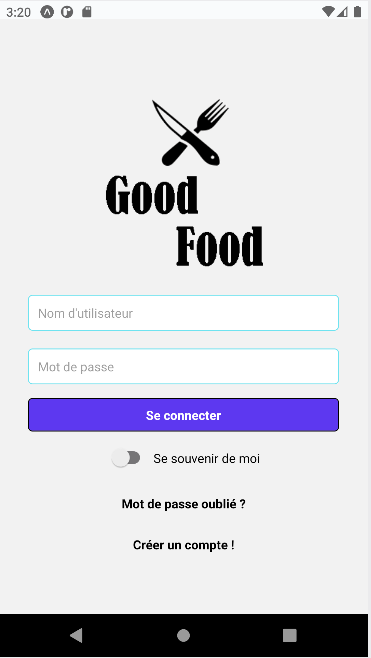 3:20
Good
Food
Nom d'utilisateur
Mot de passe
Se connecter
Se souvenir de moi
Mot de passe oublié ?
Créer un compte !